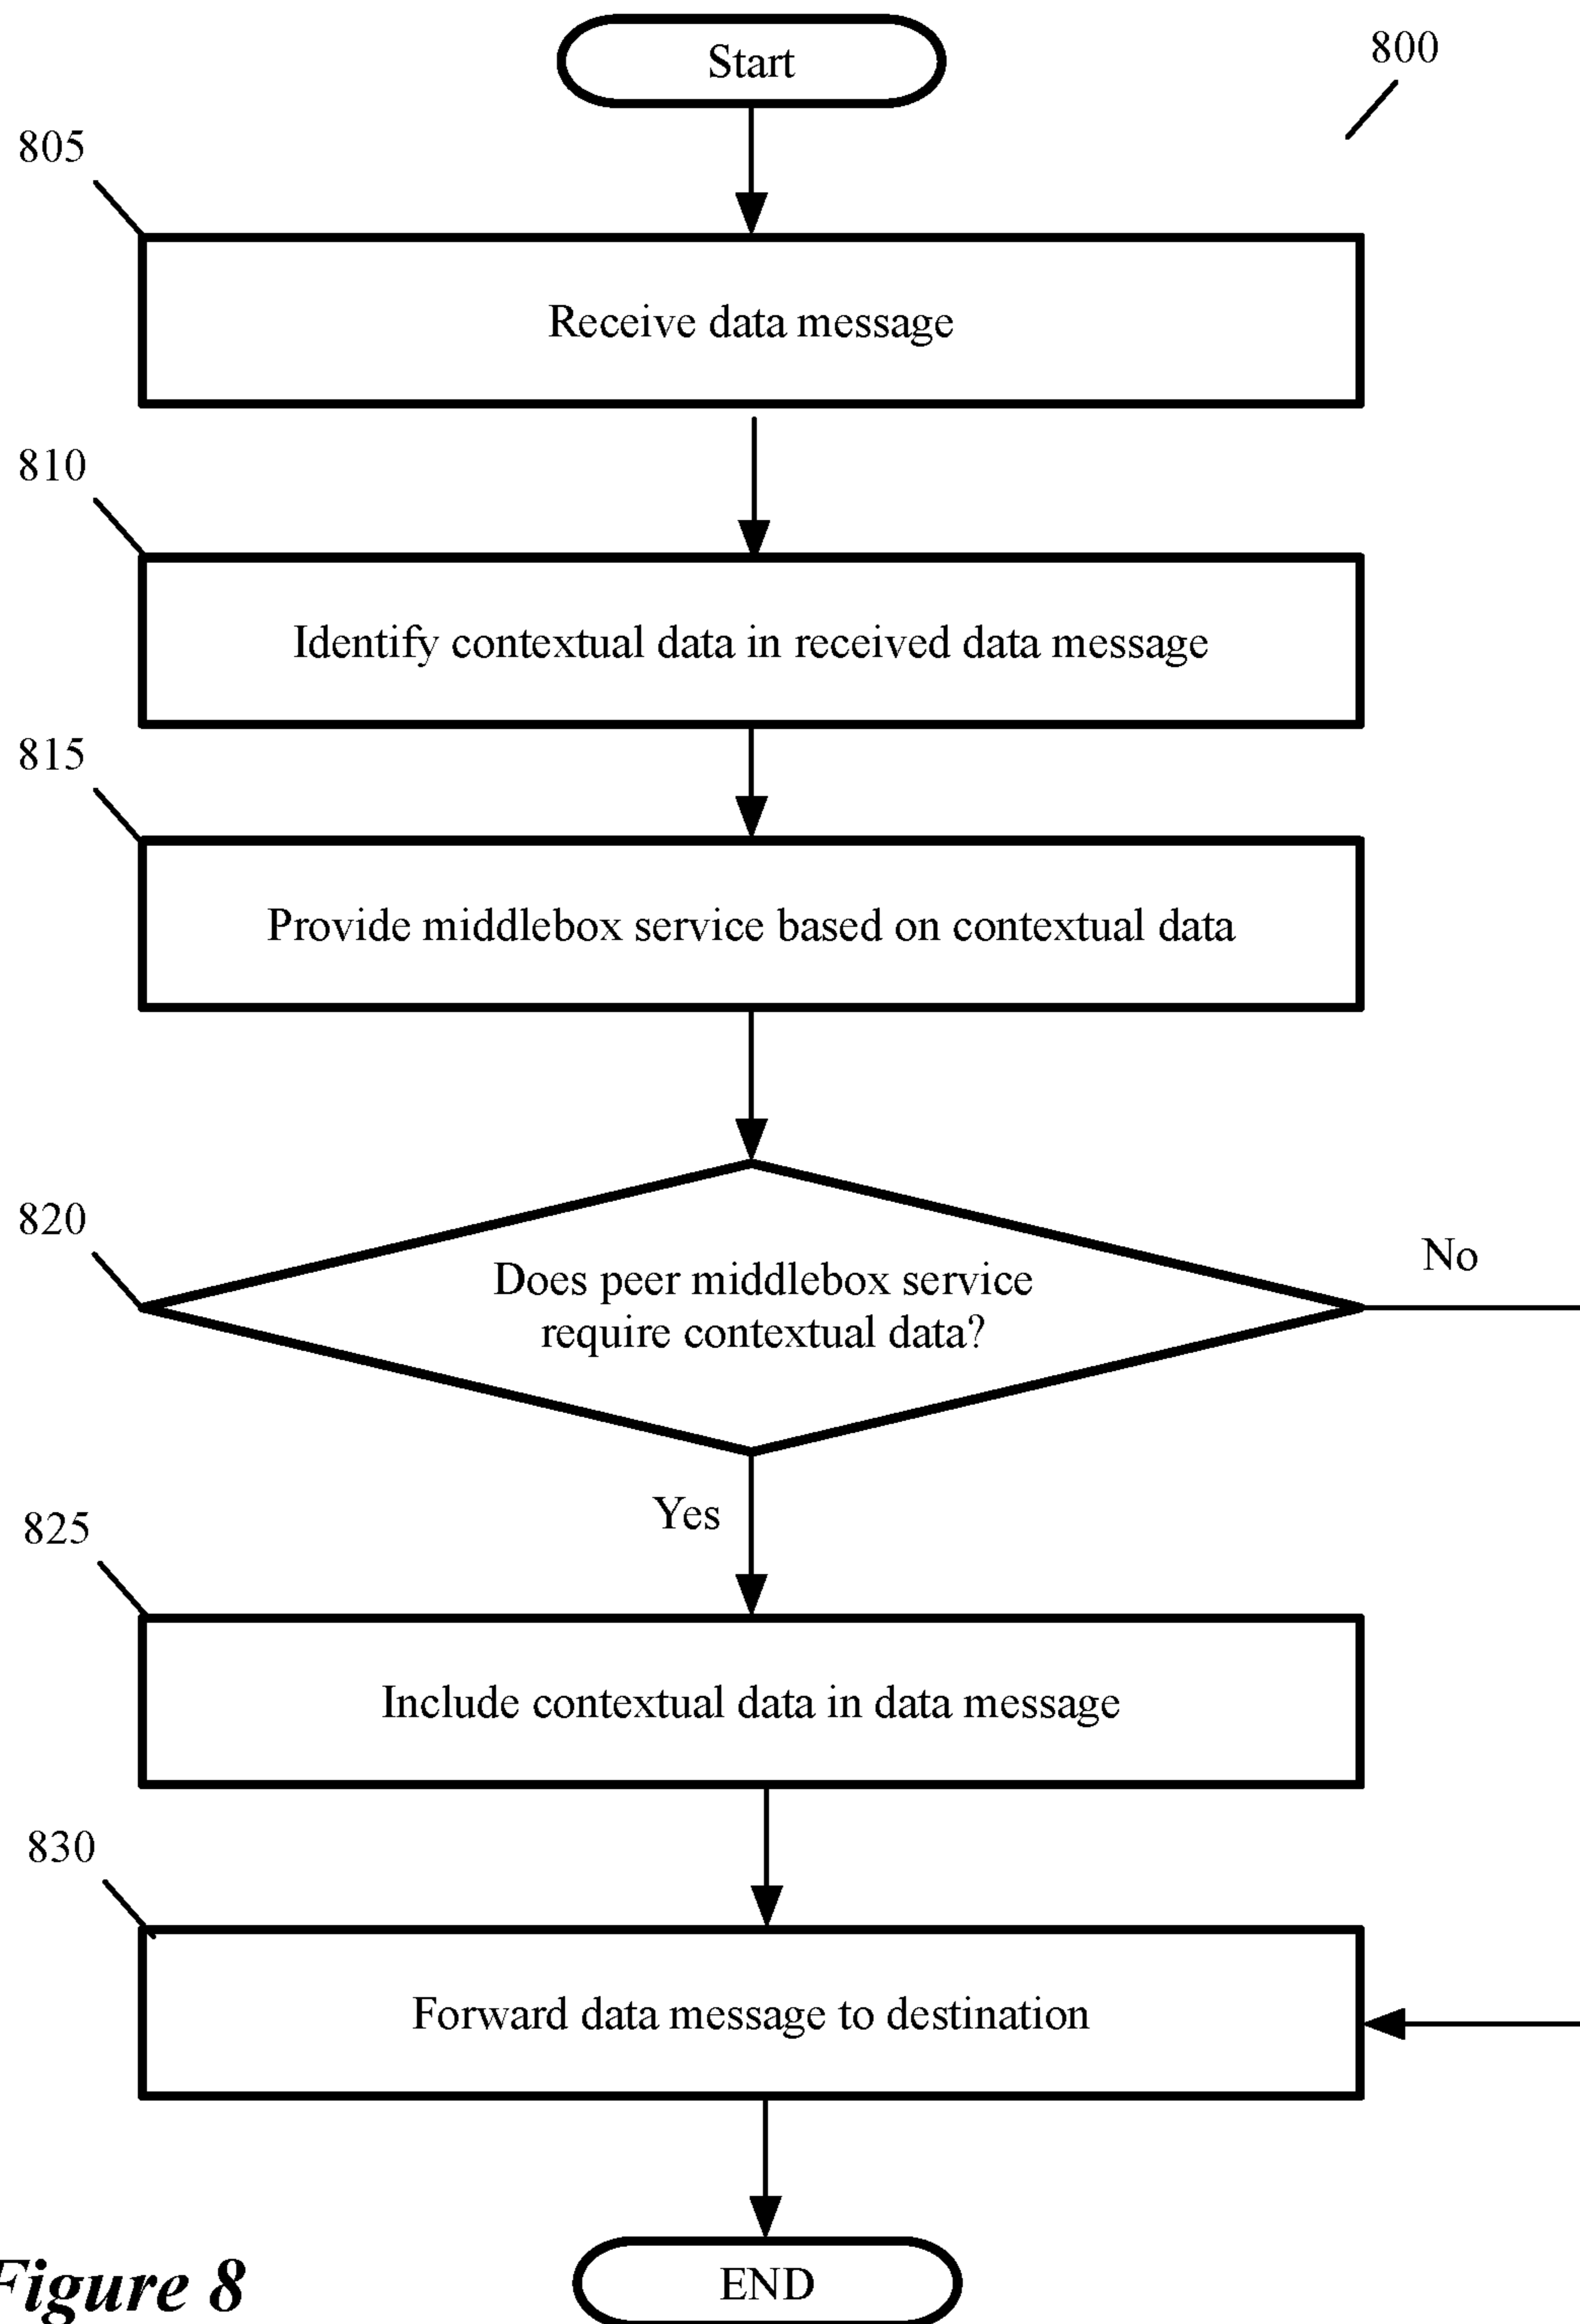 Start
800
805
Receive data message
810
Identify contextual data in received data message
815
Provide middlebox service based on contextual data
820
Does peer middlebox service
require contextual data?
No
Yes
825
Include contextual data in data message
830
Forward data message to destination
END
Figure 8